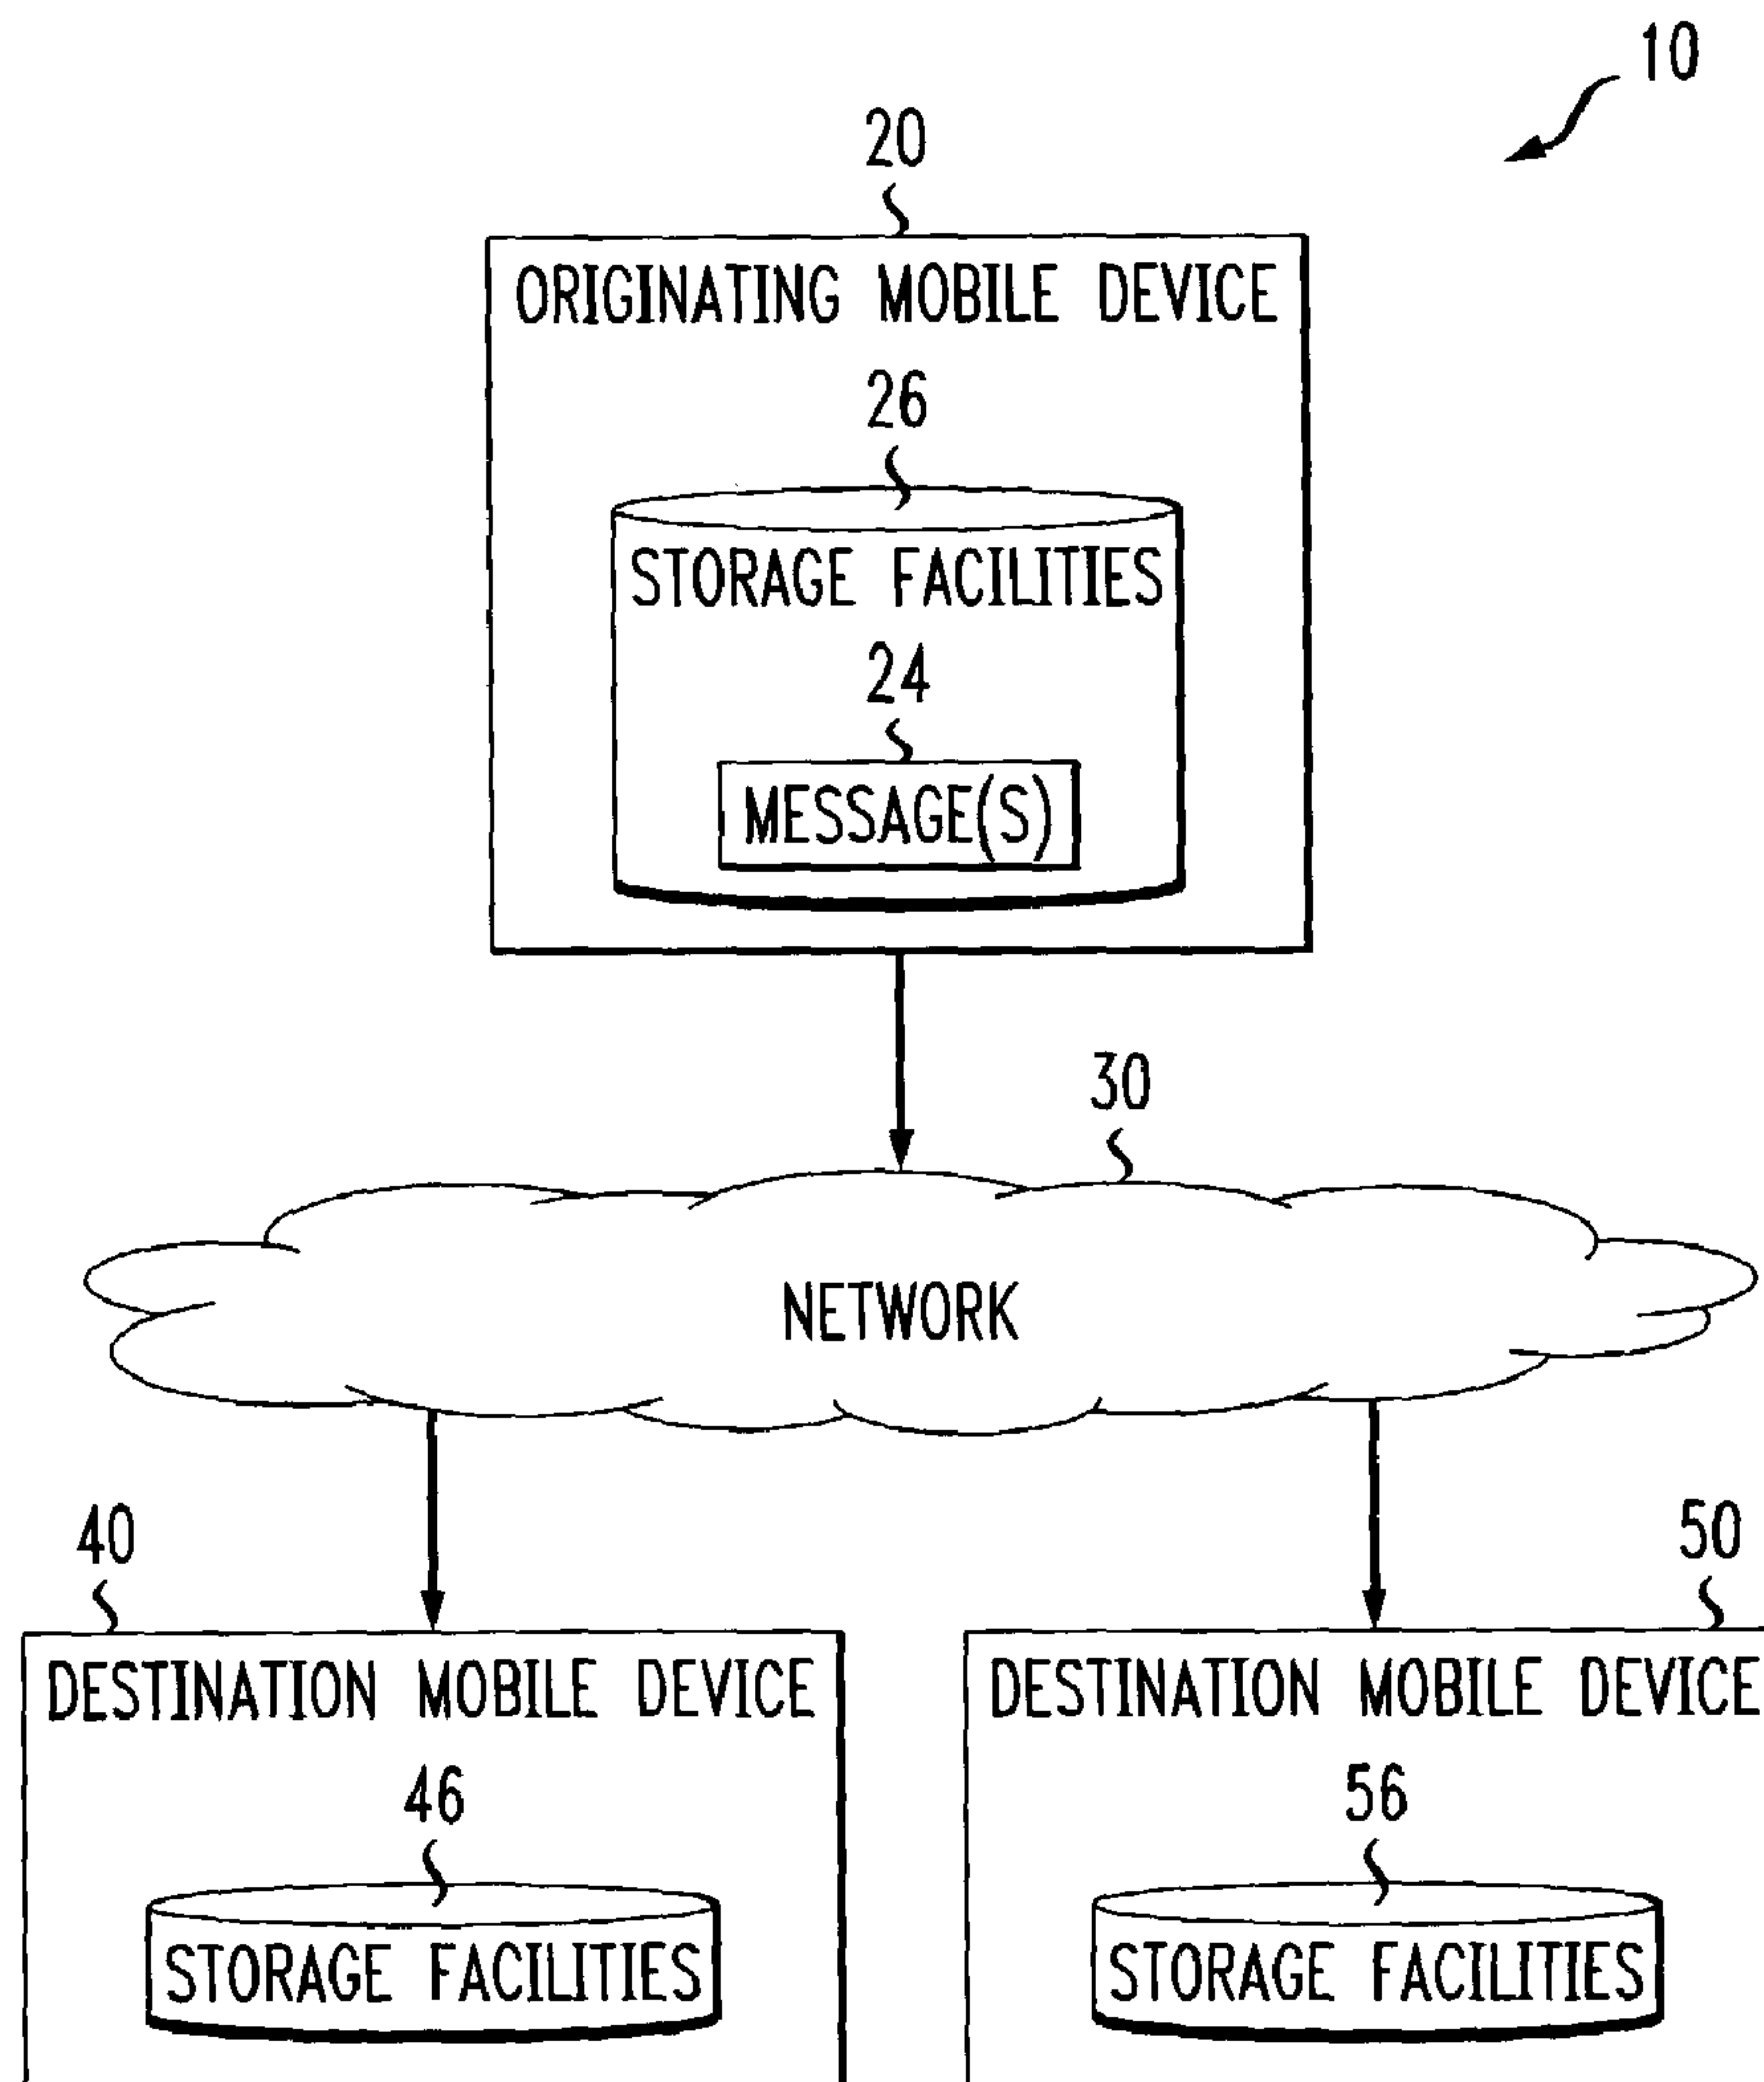 10
20
ORIGINATING MOBILE DEVICE
26
STORAGE FACILITIES
24
MESSAGE(S)
30
NETWORK
40
50
DESTINATION MOBILE DEVICE
DESTINATION MOBILE DEVICE
46
56
STORAGE FACILITIES
STORAGE FACILITIES